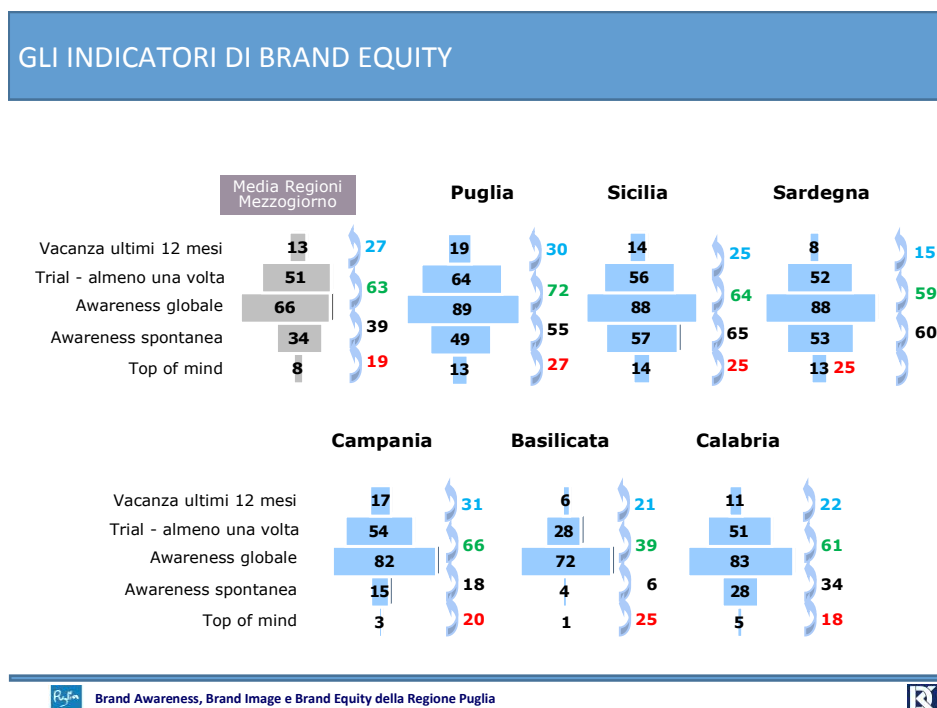 GLI INDICATORI DI BRAND EQUITY
Media Regioni
Mezzogiorno
Puglia
Sicilia
Sardegna
Vacanza ultimi 12 mesi 13 27 19 30 14 25 8 15
Trial - almeno una volta 51 63 64 72 56 64 52 59
Awareness globale 66 89 88 88
Awareness spontanea 34 39 49 55 57 65 53 60
Top of mind 8 19 13 27 14 25 13 25
Campania
Basilicata
Calabria
Vacanza ultimi 12 mesi 17 31 6 21 11 22
Trial - almeno una volta 54 66 28 39 51 61
Awareness globale 82 72 83
Awareness spontanea 15 18 4 6 28 34
Top of mind 3 20 1 25 5 18
Puglia
Brand Awareness, Brand Image e Brand Equity della Regione Puglia